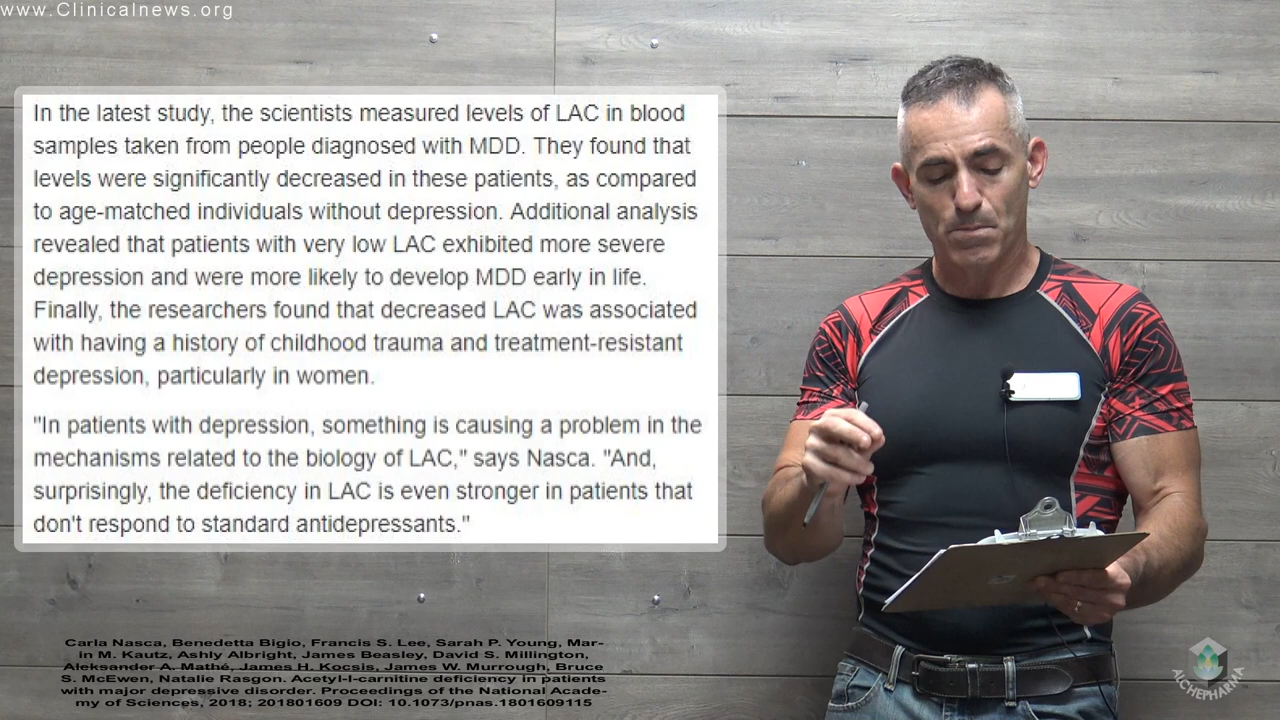 www.Clinicalnews.org
In the latest study, the scientists measured levels of LAC in blood
samples taken from people diagnosed with MDD. They found that
levels were significantly decreased in these patients, as compared
to age-matched individuals without depression. Additional analysis
revealed that patients with very low LAC exhibited more severe
depression and were more likely to develop MDD early in life.
Finally, the researchers found that decreased LAC was associated
with having a history of childhood trauma and treatment-resistant
depression, particularly in women.
"In patients with depression, something is causing a problem in the
mechanisms related to the biology of LAC," says Nasca. "And,
surprisingly, the deficiency in LAC is even stronger in patients that
don't respond to standard antidepressants."
Carla Nasca, Benedetta Bigio, Francis S. Lee, Sarah P. Young, Mar-
in M. Kautz, Ashly Albright, James Beasley, David S. Millington,
Aleksander A. Mathé, James H. Kocsis, James W. Murrough, Bruce
S. McEwen, Natalie Rasgon. Acetyl-l-carnitine deficiency in patients
with major depressive disorder. Proceedings of the National Acade-
my of Sciences, 2018; 201801609 DOI: 10.1073/pnas.1801609115
ALCHEPHARMA